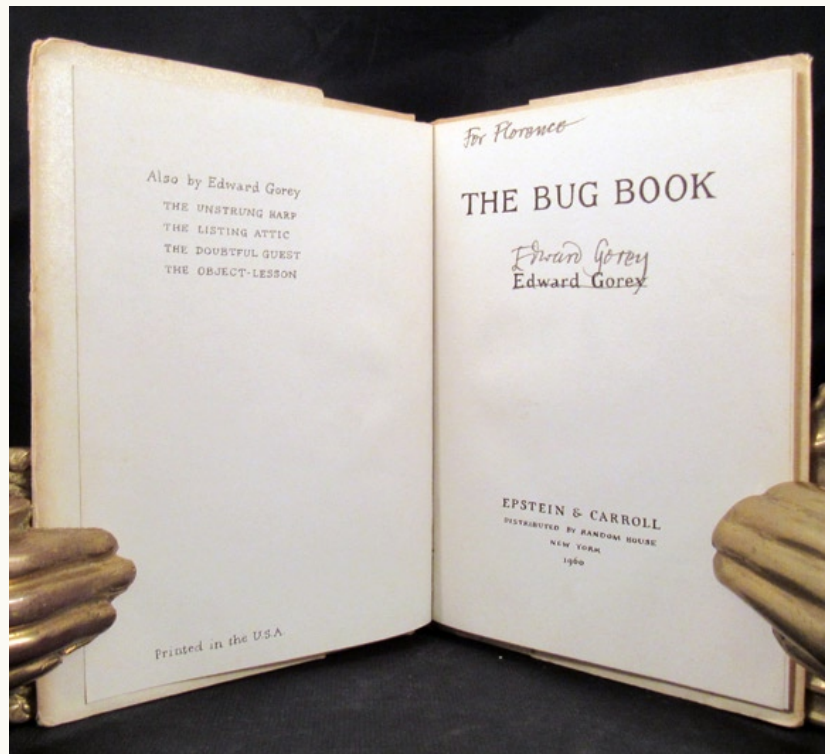 Also by Edward Gorey
THE UNSTRUNG HARP
THE LISTING ATTIC
THE DOUBTFUL GUEST
THE OBJECT-LESSON
Printed in the U.S.A.
For Florence
THE BUG BOOK
Edward Gorey
Edward Gorey
EPSTEIN & CARROLL
DISTRIBUTED BY RANDOM HOUSE
NEW YORK
1960